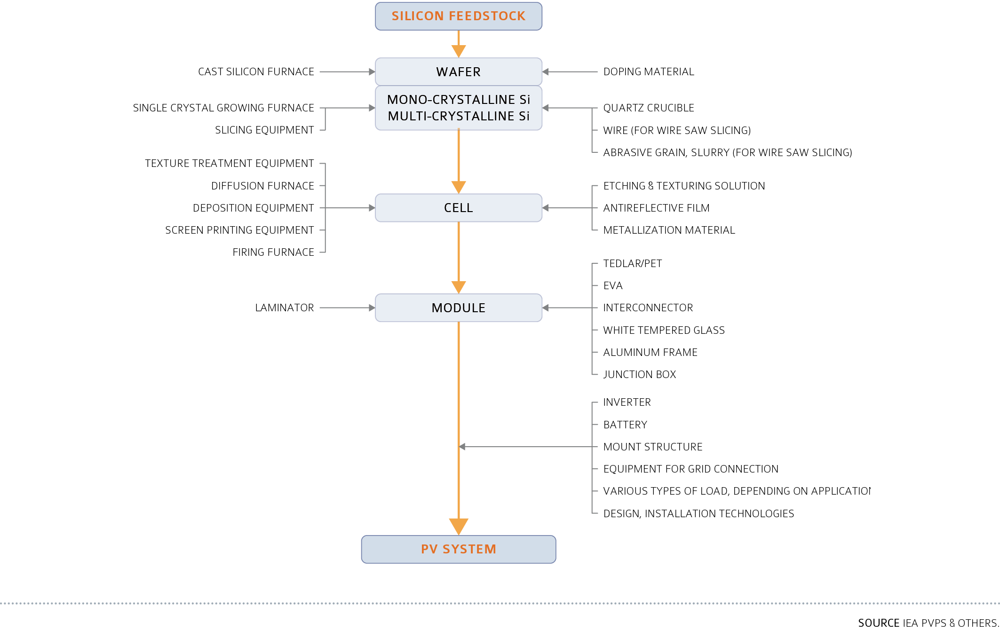 SILICON FEEDSTOCK
CAST SILICON FURNACE
WAFER
DOPING MATERIAL
SINGLE CRYSTAL GROWING FURNACE
SLICING EQUIPMENT
MONO-CRYSTALLINE Si
MULTI-CRYSTALLINE Si
QUARTZ CRUCIBLE
WIRE (FOR WIRE SAW SLICING)
ABRASIVE GRAIN, SLURRY (FOR WIRE SAW SLICING)
TEXTURE TREATMENT EQUIPMENT
DIFFUSION FURNACE
DEPOSITION EQUIPMENT
SCREEN PRINTING EQUIPMENT
FIRING FURNACE
CELL
ETCHING & TEXTURING SOLUTION
ANTIREFLECTIVE FILM
METALLIZATION MATERIAL
LAMINATOR
MODULE
TEDLAR/PET
EVA
INTERCONNECTOR
WHITE TEMPERED GLASS
ALUMINUM FRAME
JUNCTION BOX
INVERTER
BATTERY
MOUNT STRUCTURE
EQUIPMENT FOR GRID CONNECTION
VARIOUS TYPES OF LOAD, DEPENDING ON APPLICATION
DESIGN, INSTALLATION TECHNOLOGIES
PV SYSTEM
SOURCE IEA PVPS & OTHERS.